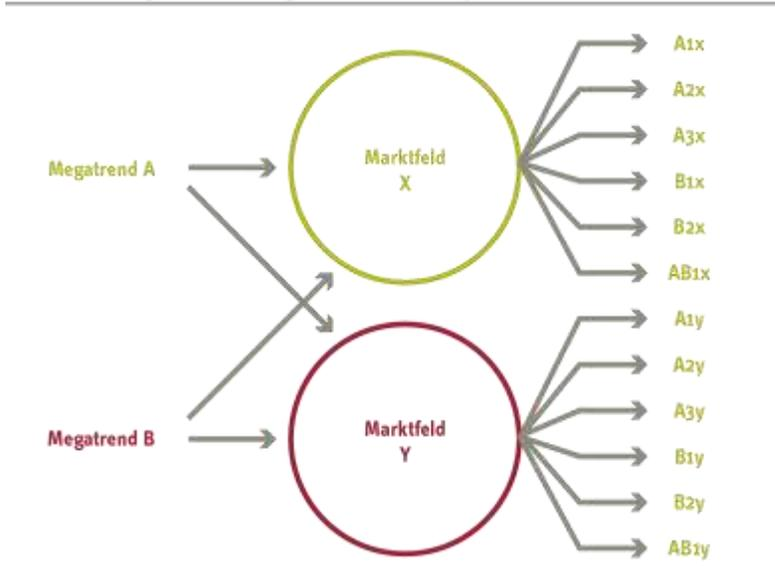 Megatrend A
Marktfeld
X
A1x
A2x
A3x
B1x
B2x
AB1x
Megatrend B
Marktfeld
Y
A1y
A2y
A3y
B1y
B2y
AB1y